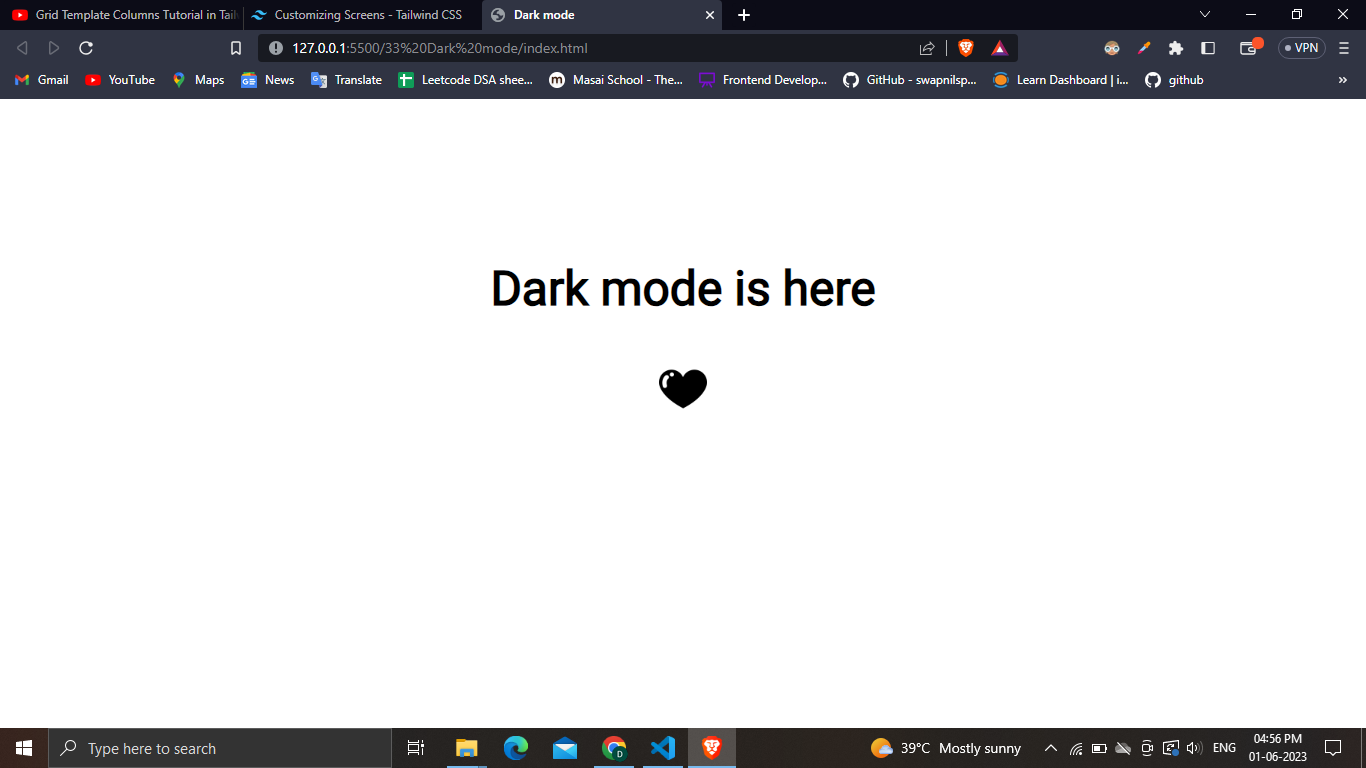 Grid Template Columns Tutorial in Tail
Customizing Screens - Tailwind CSS
Dark mode
127.0.0.1:5500/33%20Dark%20mode/index.html
VPN
Gmail
YouTube
Maps
News
Translate
Leetcode DSA shee...
Masai School - The...
Frontend Develop...
GitHub - swapnilsp...
Learn Dashboard | i...
github
»
Dark mode is here
Type here to search
39°C Mostly sunny
ENG
04:56 PM
01-06-2023